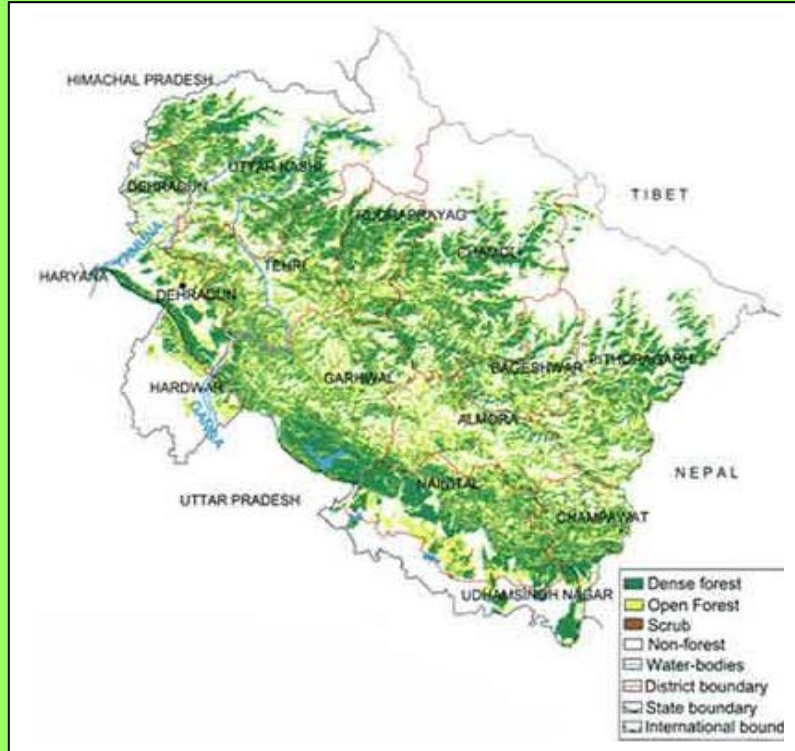 HIMACHAL PRADESH
UTTAR KASHI
DEHRADUN
TIBET
RUDRAPRAYAG
YAMUNA
CHAMOLI
HARYANA
TEHRI
DEHRADUN
BAGESHWAR
PITHORAGARH
HARDWAR
GARHWAL
GANGA
ALMORA
NEPAL
UTTAR PRADESH
NAINITAL
CHAMPAWAT
UDHAMSINGH NAGAR
Dense forest
Open Forest
Scrub
Non-forest
Water-bodies
District boundary
State boundary
International bound